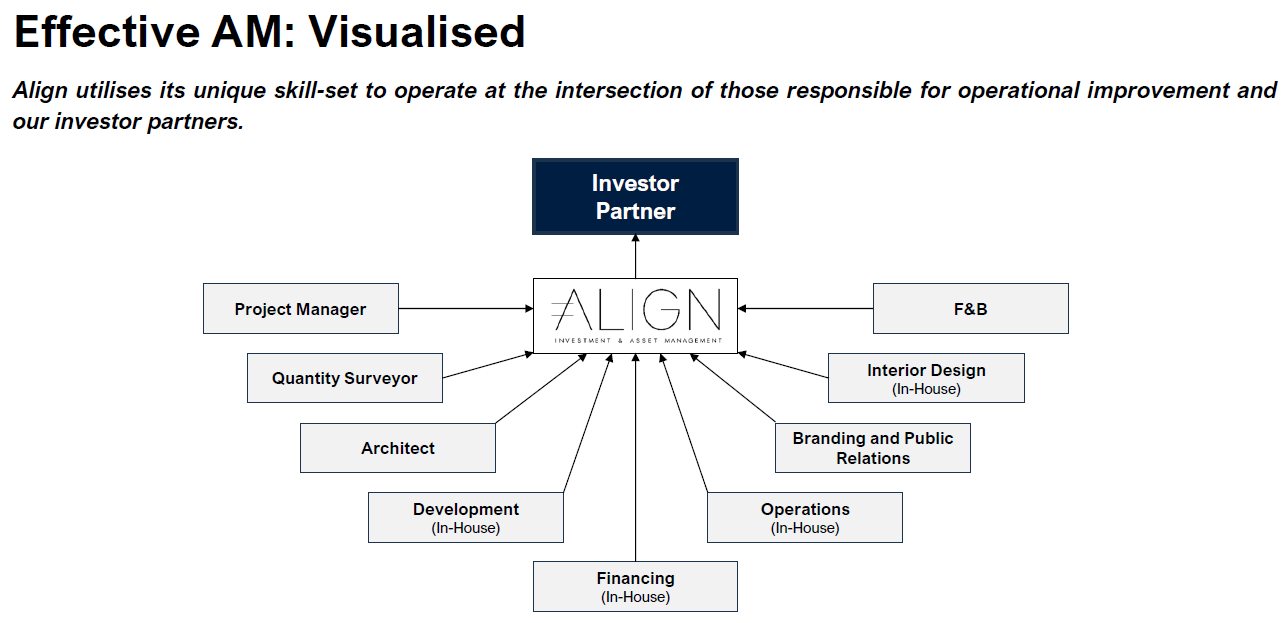 Effective AM: Visualised
Align utilises its unique skill-set to operate at the intersection of those responsible for operational improvement and
our investor partners.
Investor
Partner
ALIGN
INVESTMENT & ASSET MANAGEMENT
Project Manager
F&B
Quantity Surveyor
Interior Design
(In-House)
Architect
Branding and Public
Relations
Development
(In-House)
Operations
(In-House)
Financing
(In-House)